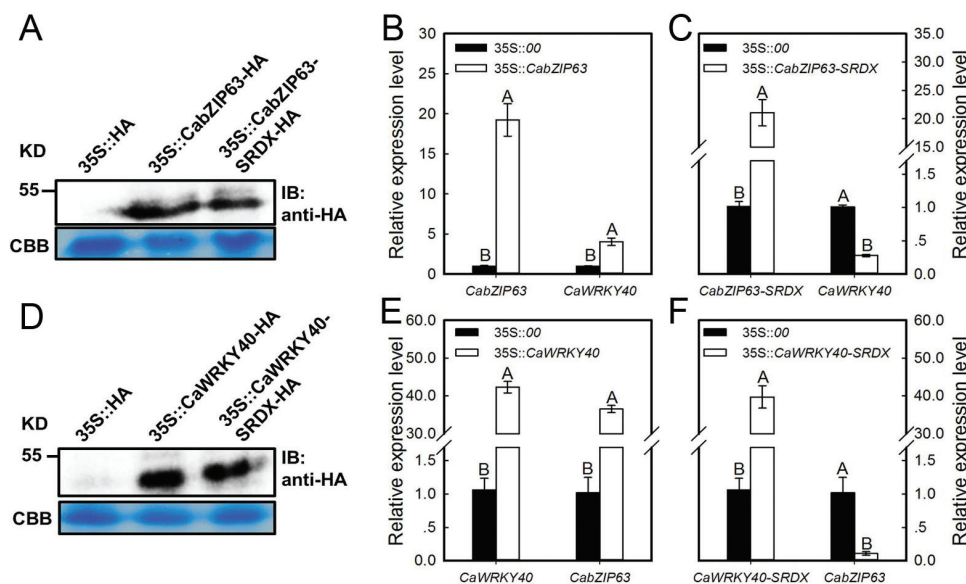 A
35S::HA
35S::CabZIP63-HA
35S::CabZIP63-
SRDX-HA
KD
55
IB:
anti-HA
CBB
B
Relative expression level
30
25
20
15
10
5
0
35S::00
35S::CabZIP63
B
A
B
A
CabZIP63
CaWRKY40
C
35S::00
35S::CabZIP63-SRDX
35.0
30.0
25.0
20.0
15.0
1.5
1.0
.5
0.0
Relative expression level
B
A
A
B
CabZIP63-SRDX
CaWRKY40
D
35S::HA
35S::CaWRKY40-HA
35S::CaWRKY40-
SRDX-HA
KD
55
IB:
anti-HA
CBB
E
Relative expression level
60.0
50.0
40.0
30.0
1.5
1.0
.5
0.0
35S::00
35S::CaWRKY40
B
A
B
A
CaWRKY40
CabZIP63
F
35S::00
35S::CaWRKY40-SRDX
60.0
50.0
40.0
30.0
1.5
1.0
.5
0.0
Relative expression level
B
A
A
B
CaWRKY40-SRDX
CabZIP63